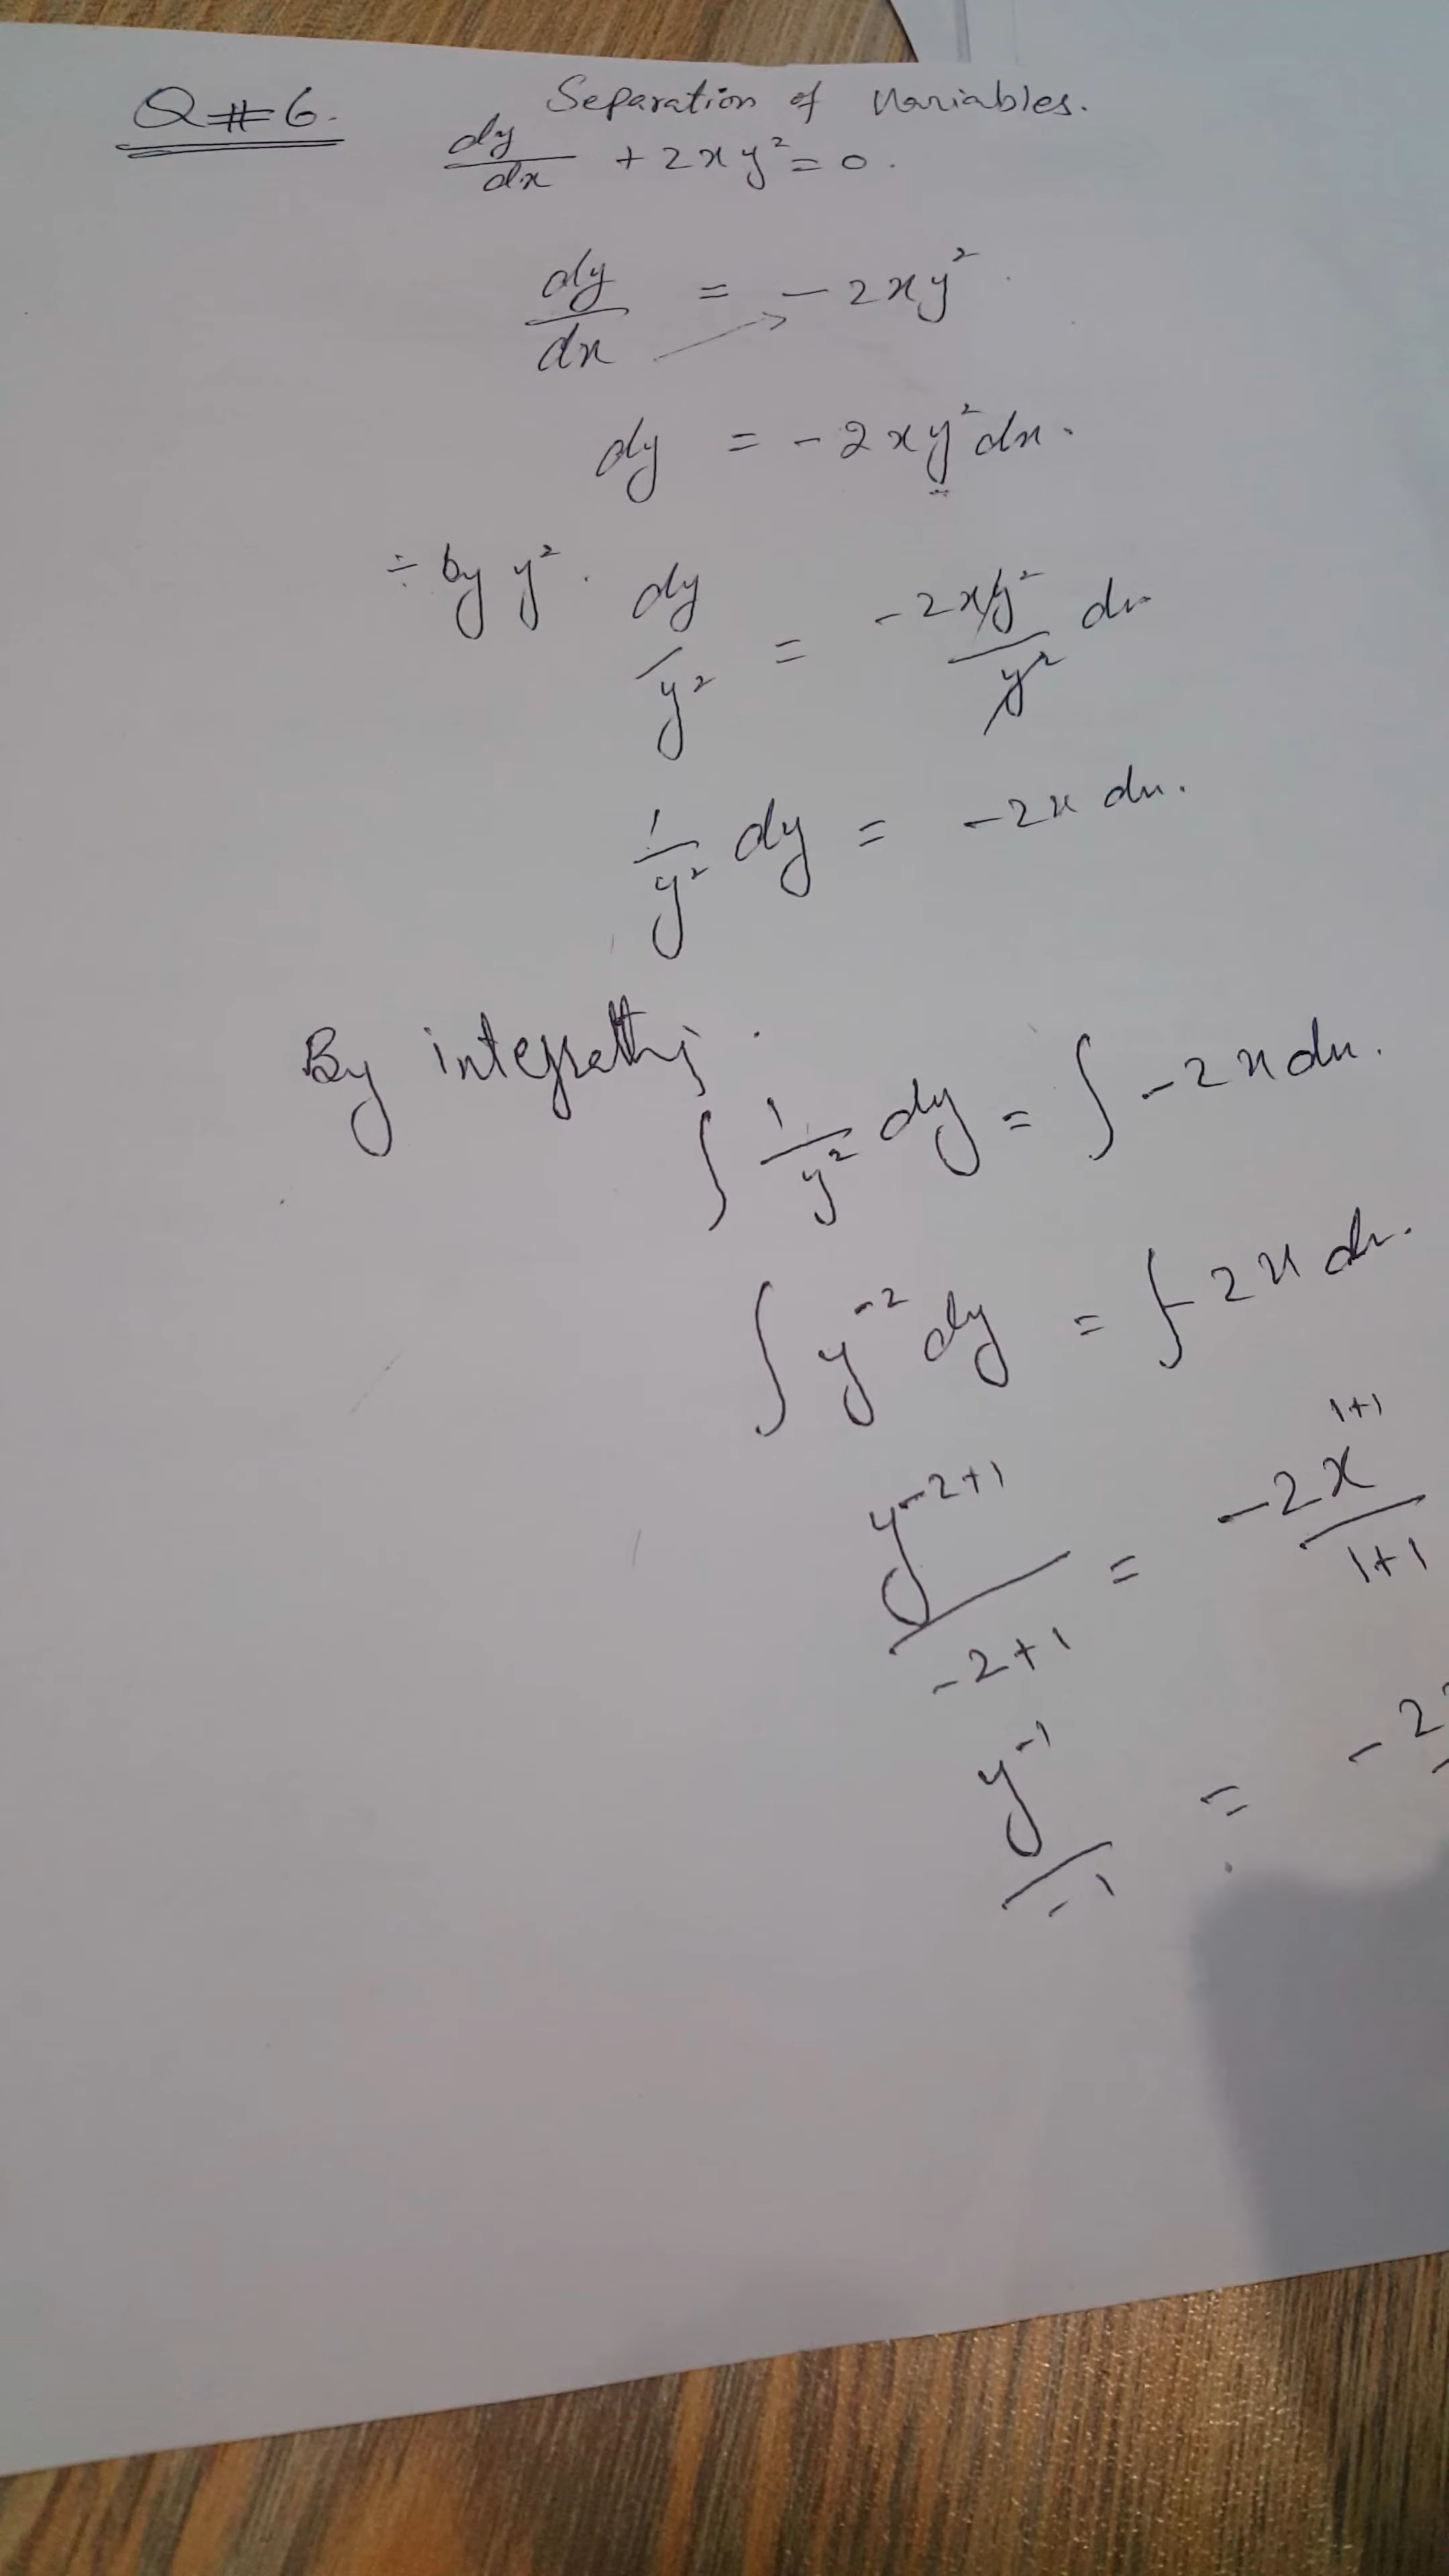 Q # 6. Separation of Variables.
dy/dx + 2xy² = 0.
dy/dx = -2xy²
dy = -2xy²dx.
÷ by y². dy/y² = -2xy²/y² dx
1/y² dy = -2x dx.
By integrating.
∫ 1/y² dy = ∫ -2x dx.
∫ y⁻² dy = ∫ -2x dx.
y⁻²⁺¹/-2+1 = -2x¹⁺¹/1+1
y⁻¹/-1 = -2